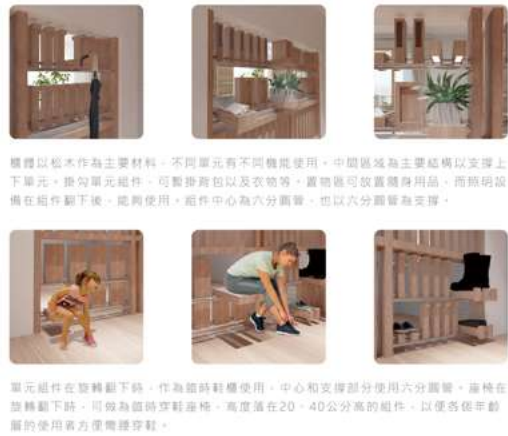 櫃體以松木作為主要材料,不同單元有不同機能使用。中間區域為主要結構以支撐上
下單元。掛勾單元組件,可暫掛背包以及衣物等。置物區可放置隨身用品,而照明設
備在組件翻下後,能夠使用。組件中心為六分圓管,也以六分圓管為支撐。
單元組件在旋轉翻下時,作為臨時鞋櫃使用,中心和支撐部分使用六分圓管。座椅在
旋轉翻下時,可做為臨時穿鞋座椅,高度落在20、40公分高的組件,以便各個年齡
層的使用者方便彎腰穿鞋。